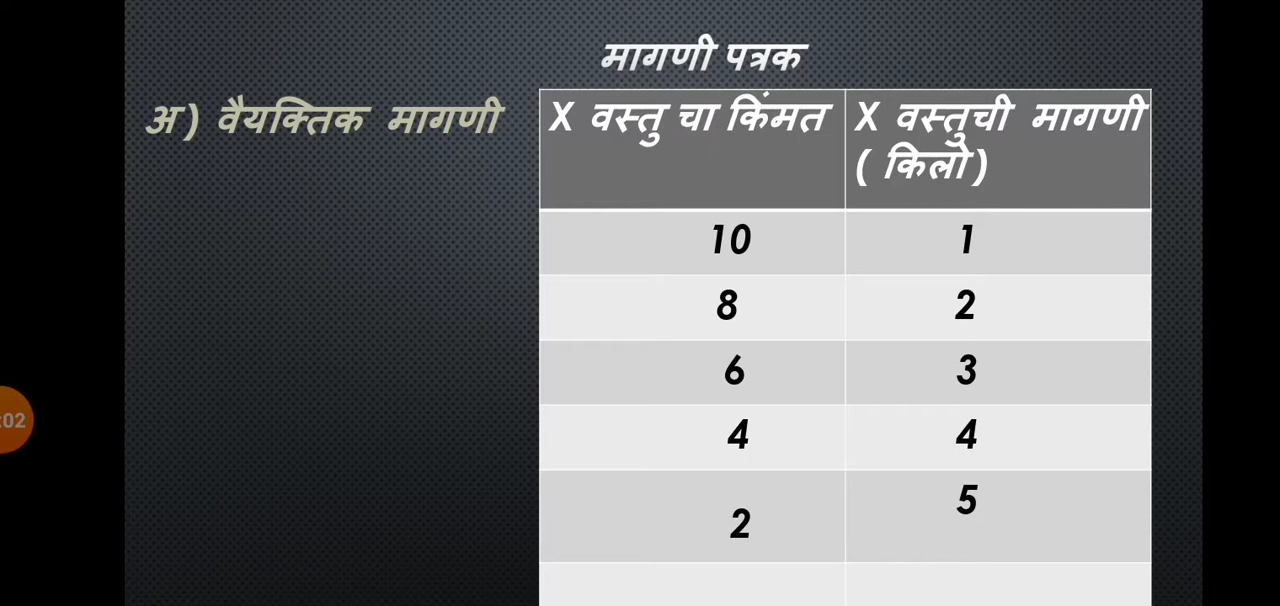 मागणी पत्रक
अ) वैयक्तिक मागणी
X वस्तु चा किंमत
X वस्तुची मागणी
( किलो)
10 1
8 2
6 3
4 4
2 5
:02